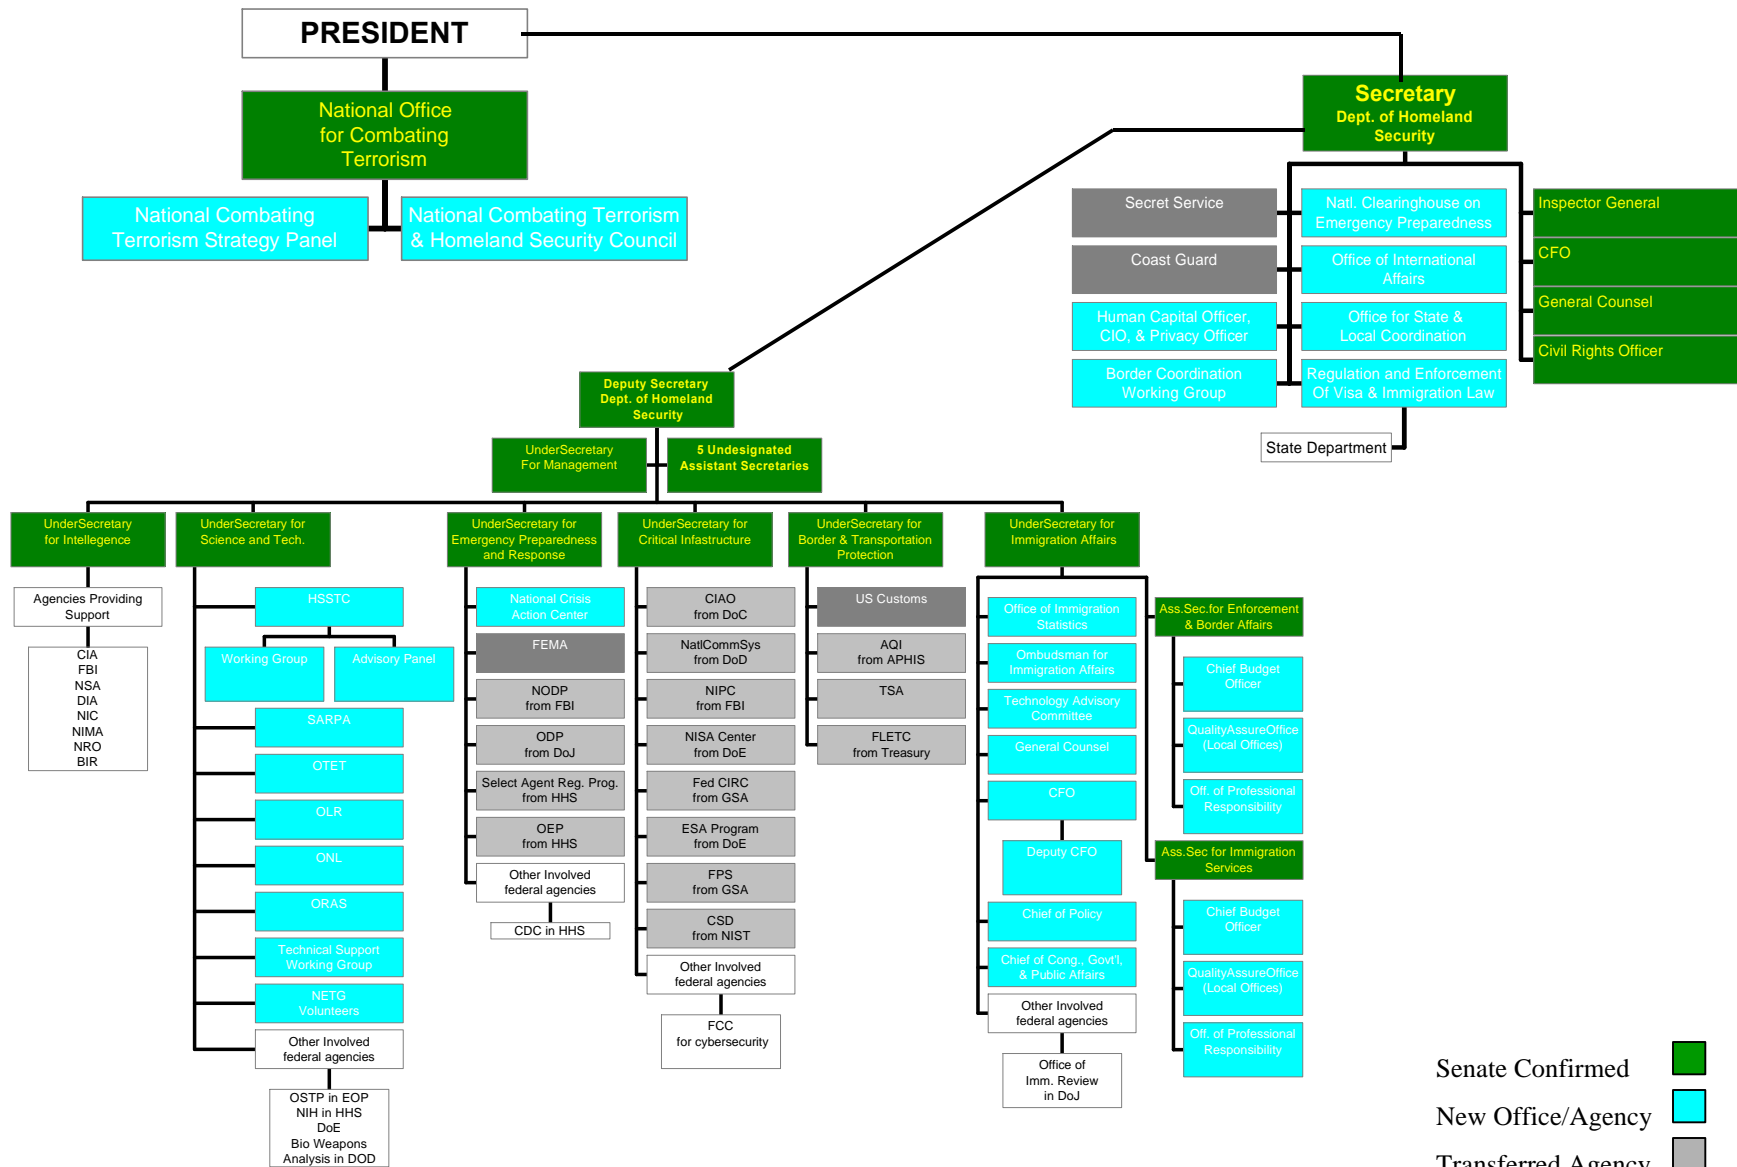 PRESIDENT
National Office
for Combating
Terrorism
National Combating
Terrorism Strategy Panel
National Combating Terrorism
& Homeland Security Council
Secretary
Dept. of Homeland
Security
Secret Service
Natl. Clearinghouse on
Emergency Preparedness
Inspector General
Coast Guard
Office of International
Affairs
CFO
Human Capital Officer,
CIO, & Privacy Officer
Office for State &
Local Coordination
General Counsel
Border Coordination
Working Group
Regulation and Enforcement
Of Visa & Immigration Law
Civil Rights Officer
State Department
Deputy Secretary
Dept. of Homeland
Security
UnderSecretary
For Management
5 Undesignated
Assistant Secretaries
UnderSecretary
for Intellegence
Agencies Providing
Support
CIA
FBI
NSA
DIA
NIC
NIMA
NRO
BIR
UnderSecretary for
Science and Tech.
HSSTC
Working Group
Advisory Panel
SARPA
OTET
OLR
ONL
ORAS
Technical Support
Working Group
NETG
Volunteers
Other Involved
federal agencies
OSTP in EOP
NIH in HHS
DoE
Bio Weapons
Analysis in DOD
UnderSecretary for
Emergency Preparedness
and Response
National Crisis
Action Center
FEMA
NODP
from FBI
ODP
from DoJ
Select Agent Reg. Prog.
from HHS
OEP
from HHS
Other Involved
federal agencies
CDC in HHS
UnderSecretary for
Critical Infastructure
CIAO
from DoC
NatlCommSys
from DoD
NIPC
from FBI
NISA Center
from DoE
Fed CIRC
from GSA
ESA Program
from DoE
FPS
from GSA
CSD
from NIST
Other Involved
federal agencies
FCC
for cybersecurity
UnderSecretary for
Border & Transportation
Protection
US Customs
AQI
from APHIS
TSA
FLETC
from Treasury
UnderSecretary for
Immigration Affairs
Office of Immigration
Statistics
Ombudsman for
Immigration Affairs
Technology Advisory
Committee
General Counsel
CFO
Deputy CFO
Chief of Policy
Chief of Cong., Govt'l,
& Public Affairs
Other Involved
federal agencies
Office of
Imm. Review
in DoJ
Ass.Sec.for Enforcement
& Border Affairs
Chief Budget
Officer
QualityAssureOffice
(Local Offices)
Off. of Professional
Responsibility
Ass.Sec for Immigration
Services
Chief Budget
Officer
QualityAssureOffice
(Local Offices)
Off. of Professional
Responsibility
Senate Confirmed
New Office/Agency
Transferred Agency